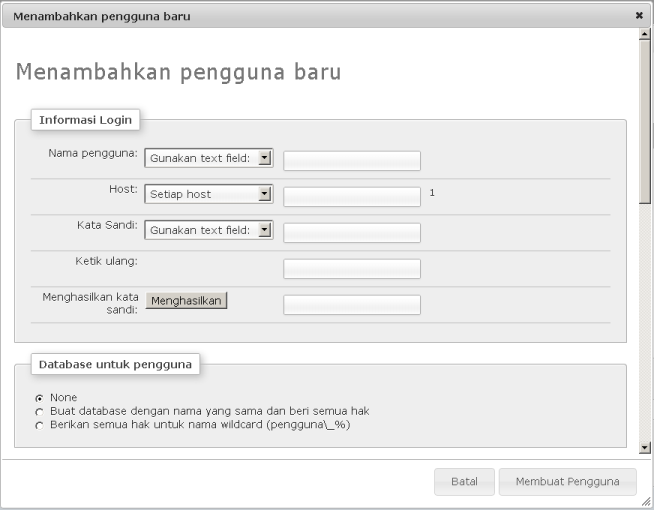 Menambahkan pengguna baru
Menambahkan pengguna baru
Informasi Login
Nama pengguna: Gunakan text field:
Host: Setiap host 1
Kata Sandi: Gunakan text field:
Ketik ulang:
Menghasilkan kata
sandi: Menghasilkan
Database untuk pengguna
None
Buat database dengan nama yang sama dan beri semua hak
Berikan semua hak untuk nama wildcard (pengguna\_%)
Batal Membuat Pengguna